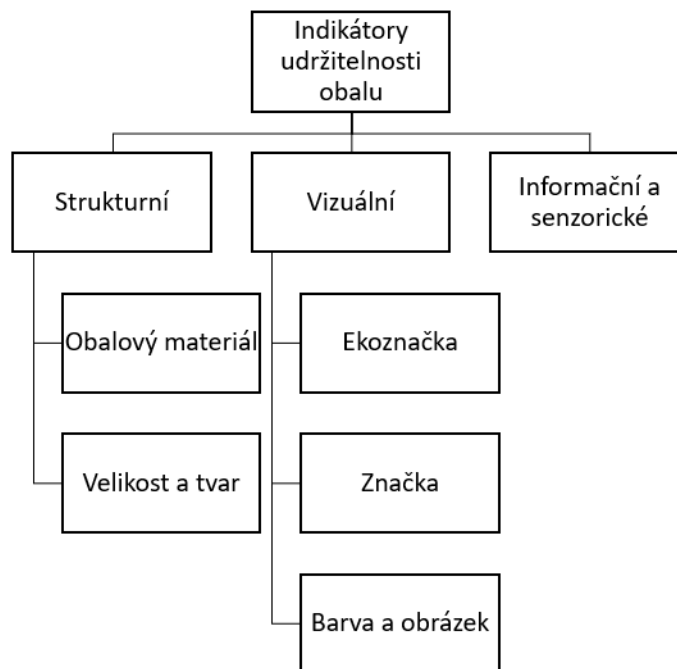 Indikátory
udržitelnosti
obalu
Strukturní
Vizuální
Informační a
senzorické
Obalový materiál
Ekoznačka
Velikost a tvar
Značka
Barva a obrázek